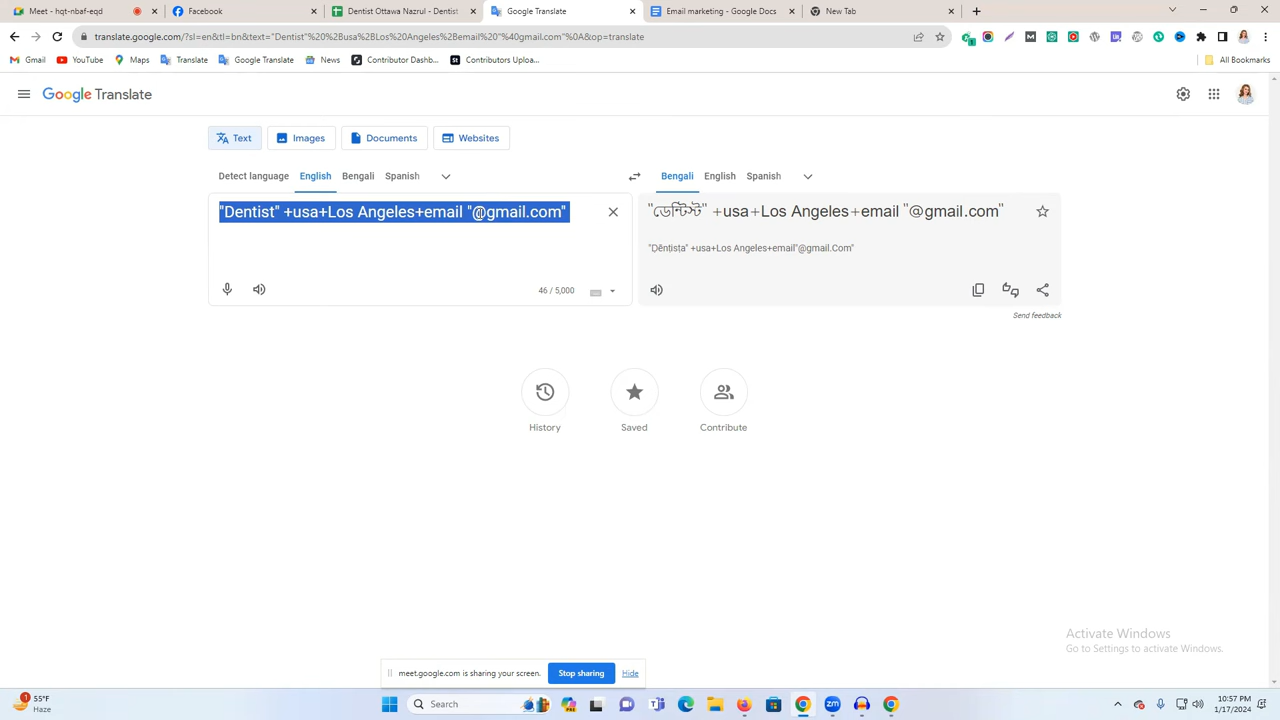 Meet - hqt-nbaf-eqd
Facebook
Dentist Ottawa Nazrul - Dentist
Google Translate
Email marketing - Google Docs
New Tab
translate.google.com/?sl=en&tl=bn&text="Dentist"%20%2Busa%2BLos%20Angeles%2Bemail%20"%40gmail.com"%0A&op=translate
Gmail
YouTube
Maps
Translate
Google Translate
News
Contributor Dashb...
Contributors Uploa...
All Bookmarks
Google Translate
Text
Images
Documents
Websites
Detect language
English
Bengali
Spanish
Bengali
English
Spanish
"Dentist" +usa+Los Angeles+email "@gmail.com"
46 / 5,000
"ডেন্টিস্ট" +usa+Los Angeles+email "@gmail.com"
"Ḍēnṭisṭa" +usa+Los Angeles+email"@gmail.Com"
Send feedback
History
Saved
Contribute
Activate Windows
Go to Settings to activate Windows.
meet.google.com is sharing your screen.
Stop sharing
Hide
1
55°F
Haze
Search
10:57 PM
1/17/2024